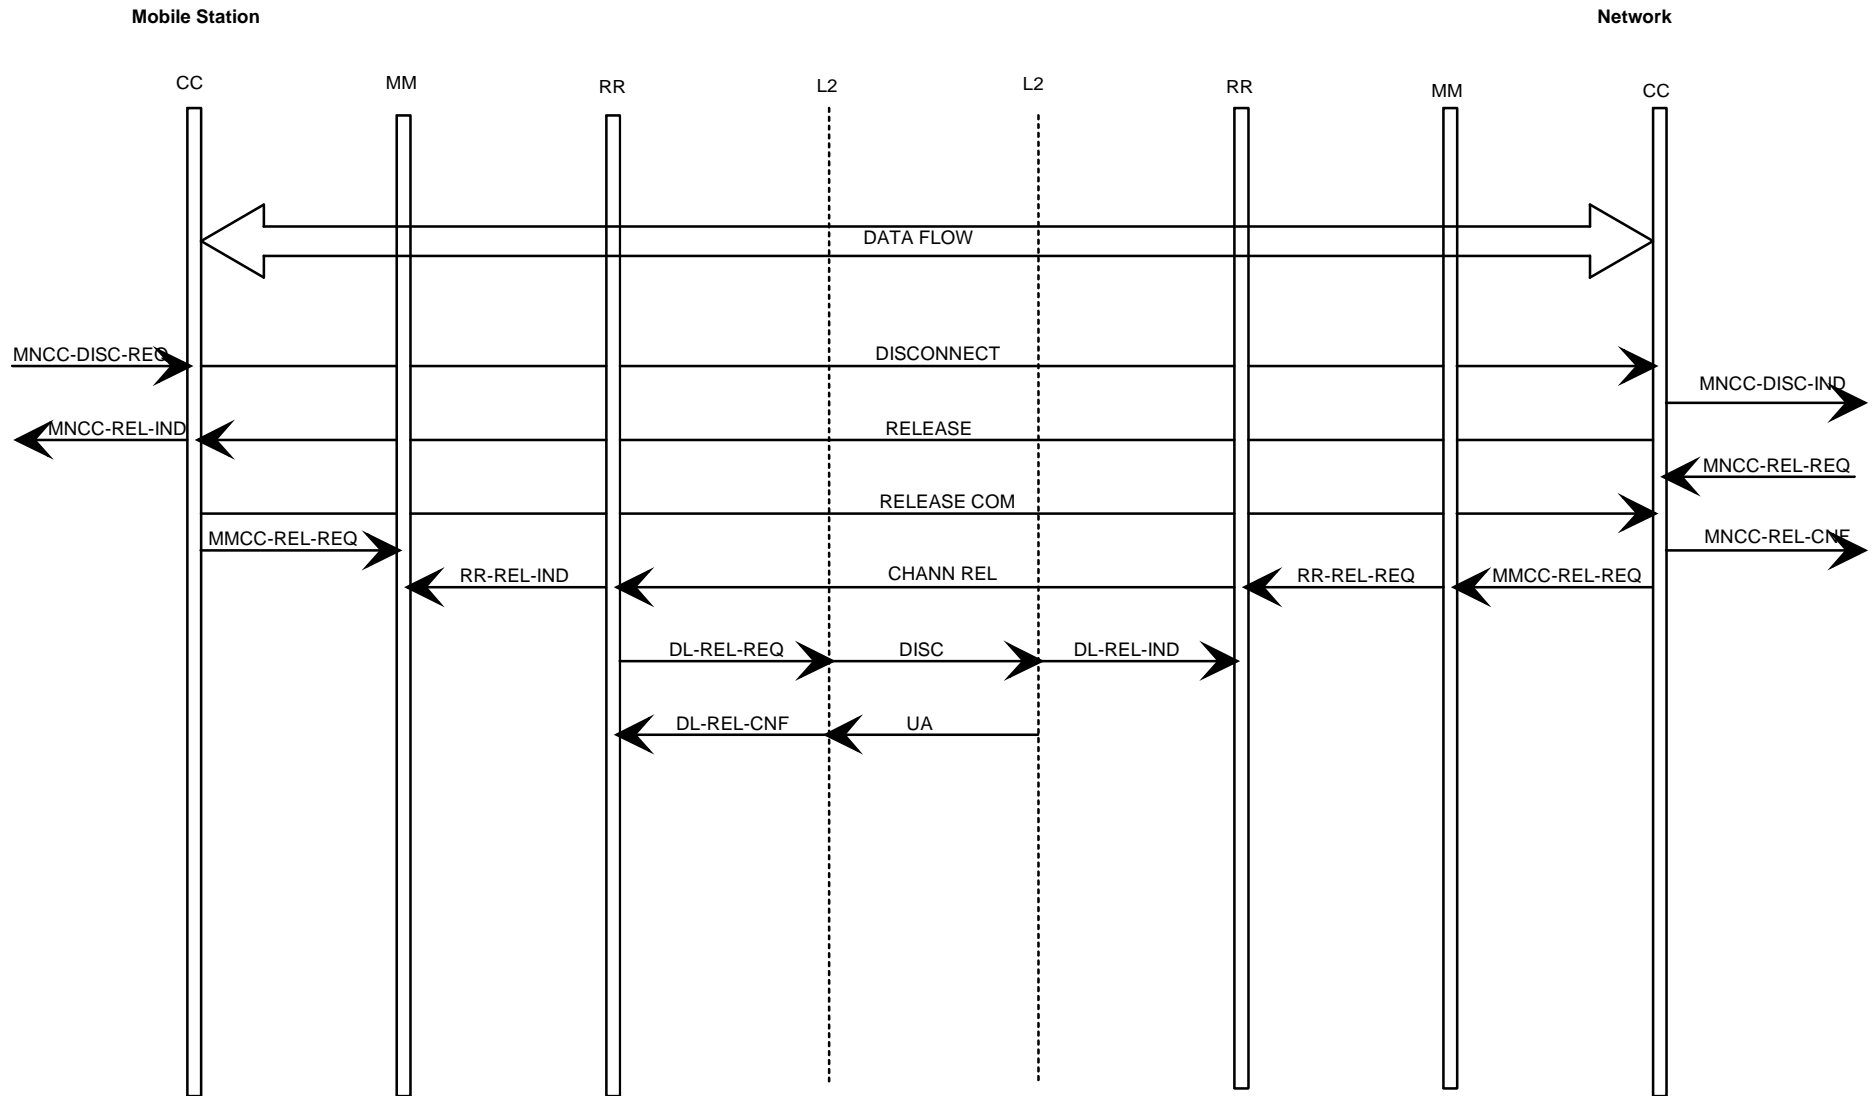 Mobile Station
Network
CC
MM
RR
L2
L2
RR
MM
CC
DATA FLOW
MNCC-DISC-REQ
DISCONNECT
MNCC-DISC-IND
MNCC-REL-IND
RELEASE
MNCC-REL-REQ
RELEASE COM
MMCC-REL-REQ
MNCC-REL-CNF
RR-REL-IND
CHANN REL
RR-REL-REQ
MMCC-REL-REQ
DL-REL-REQ
DISC
DL-REL-IND
DL-REL-CNF
UA